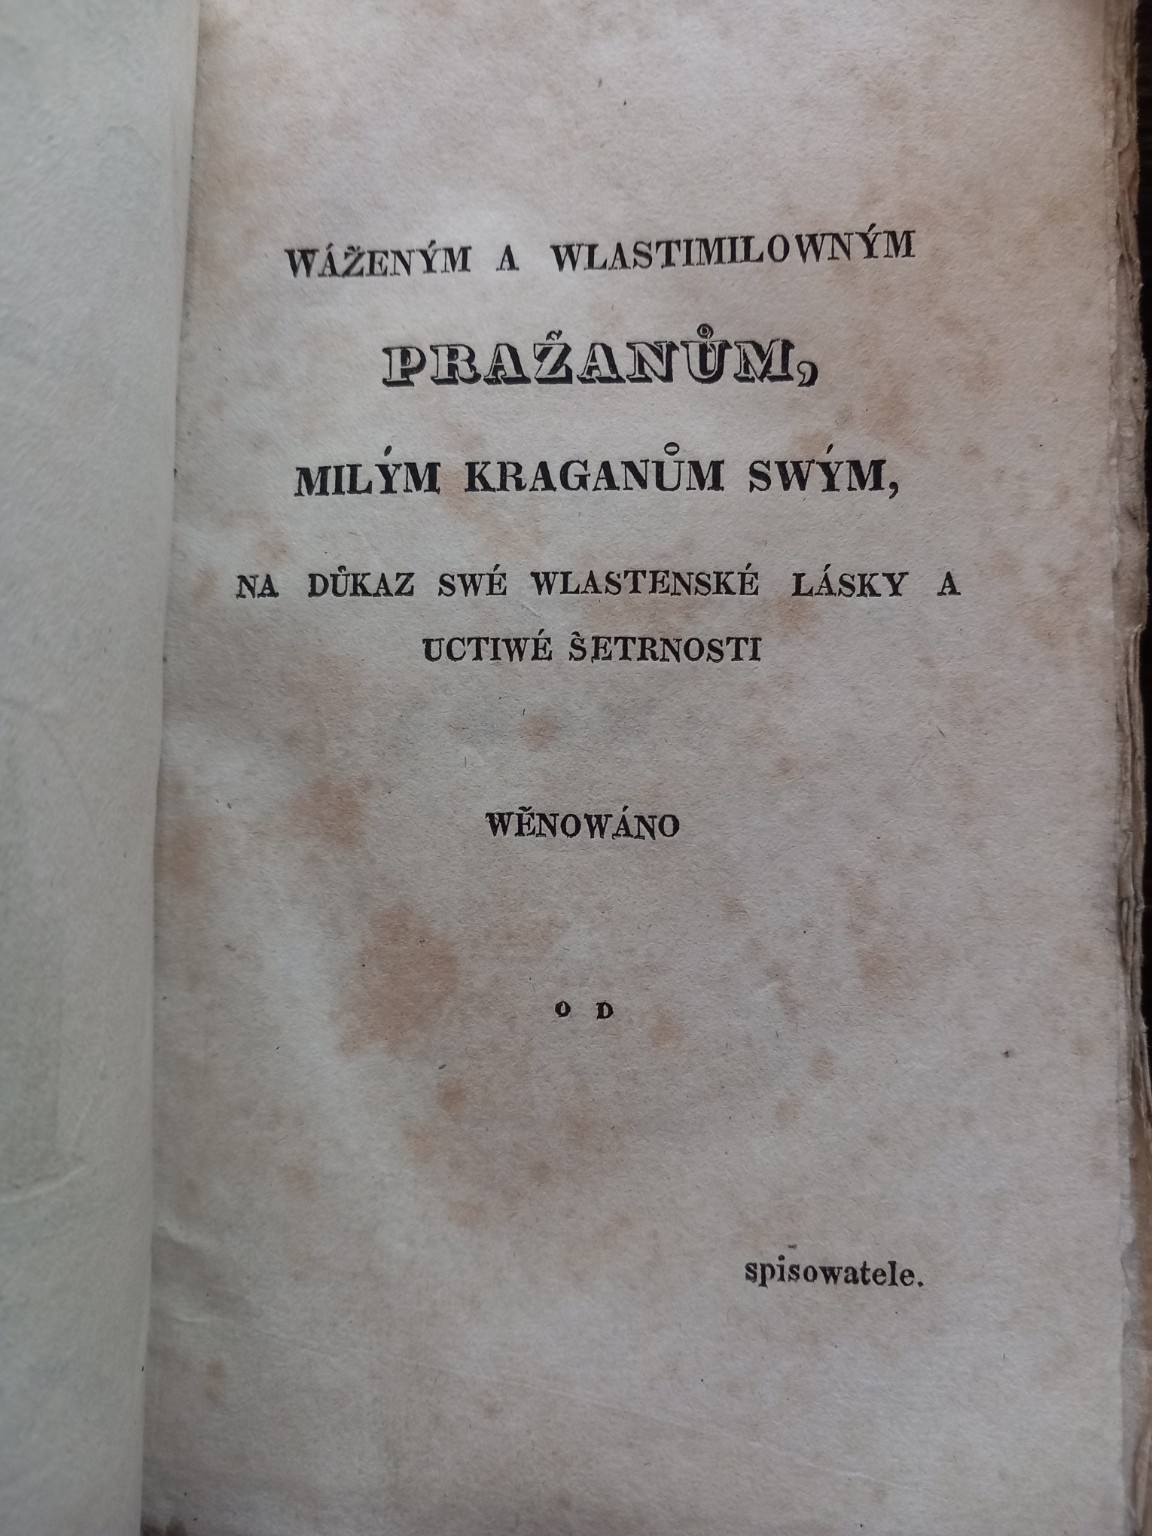 WÁŽENÝM A WLASTIMILOWNÝM
PRAŽANŮM,
MILÝM KRAGANŮM SWÝM,
NA DŮKAZ SWÉ WLASTENSKÉ LÁSKY A
UCTIWÉ ŠETRNOSTI
WĚNOWÁNO
OD
spisowatele.